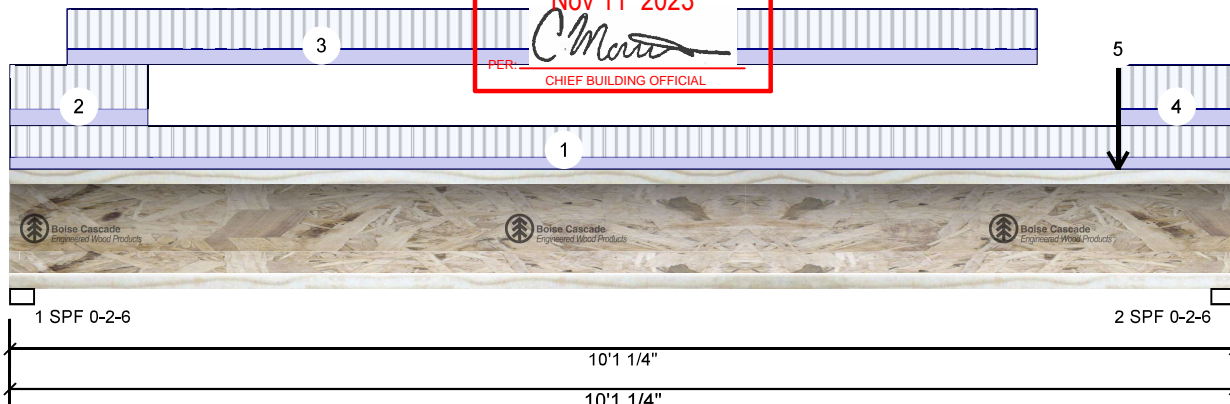 Nov 11 2023
3
5
PER:
CHIEF BUILDING OFFICIAL
2
4
1
Boise Cascade
Engineered Wood Products
Boise Cascade
Engineered Wood Products
Boise Cascade
Engineered Wood Products
1 SPF 0-2-6
2 SPF 0-2-6
10'1 1/4"
10'1 1/4"